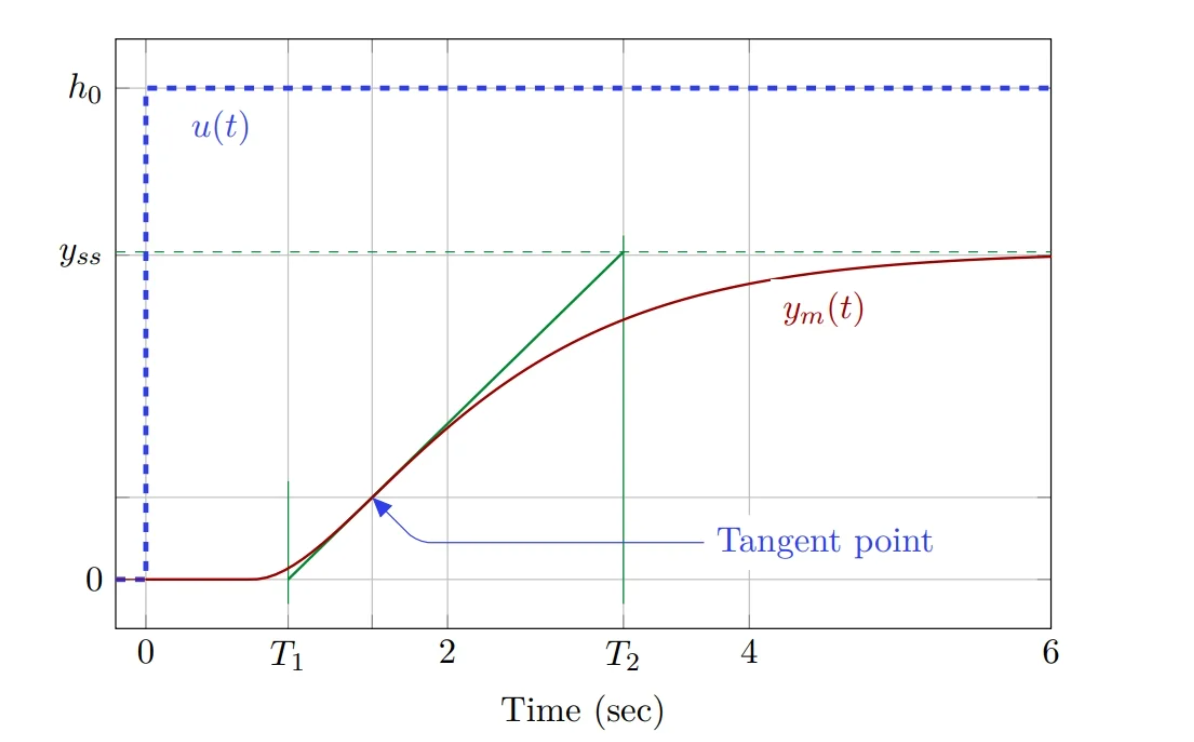 h₀
u(t)
yₛₛ
yₘ(t)
Tangent point
0
0 T₁ 2 T₂ 4 6
Time (sec)